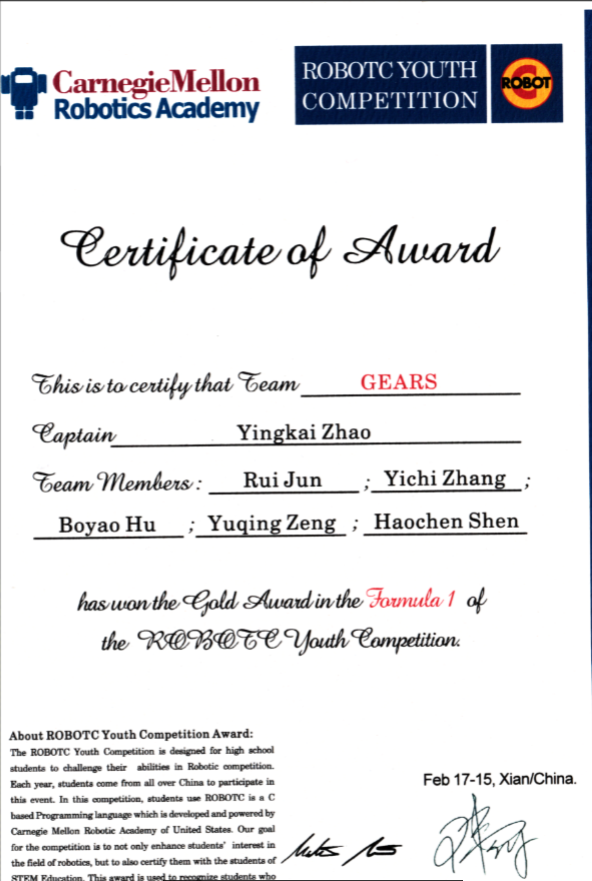 CarnegieMellon
Robotics Academy
ROBOTC YOUTH
COMPETITION
ROBOT
C
Certificate of Award
This is to certify that Team GEARS
Captain Yingkai Zhao
Team Members : Rui Jun ; Yichi Zhang ;
Boyao Hu ; Yuqing Zeng ; Haochen Shen
has won the Gold Award in the Formula 1 of
the ROBOTC Youth Competition.
About ROBOTC Youth Competition Award:
The ROBOTC Youth Competition is designed for high school
students to challenge their abilities in Robotic competition.
Each year, students come from all over China to participate in
this event. In this competition, students use ROBOTC is a C
based Programming language which is developed and powered by
Carnegie Mellon Robotic Academy of United States. Our goal
for the competition is to not only enhance students' interest in
the field of robotics, but to also certify them with the students of
STEM Education. This award is used to recognize students who
Feb 17-15, Xian/China.